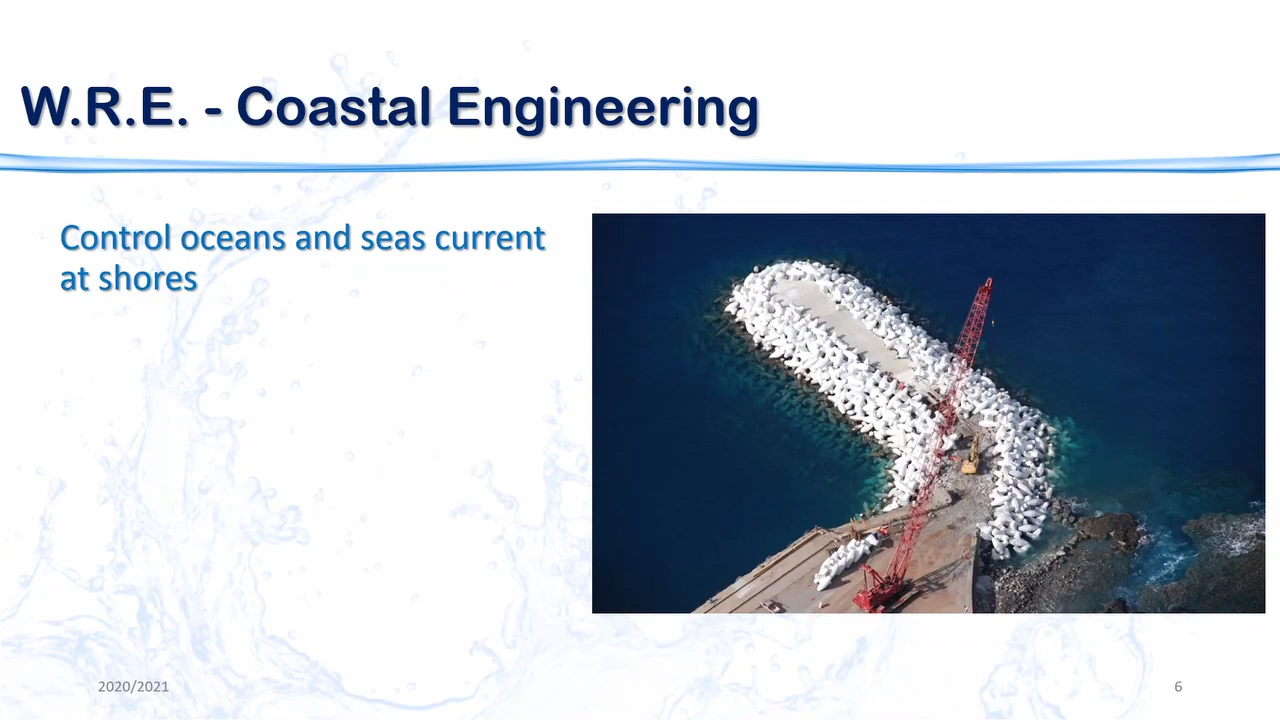 W.R.E. - Coastal Engineering
Control oceans and seas current
at shores
2020/2021
6